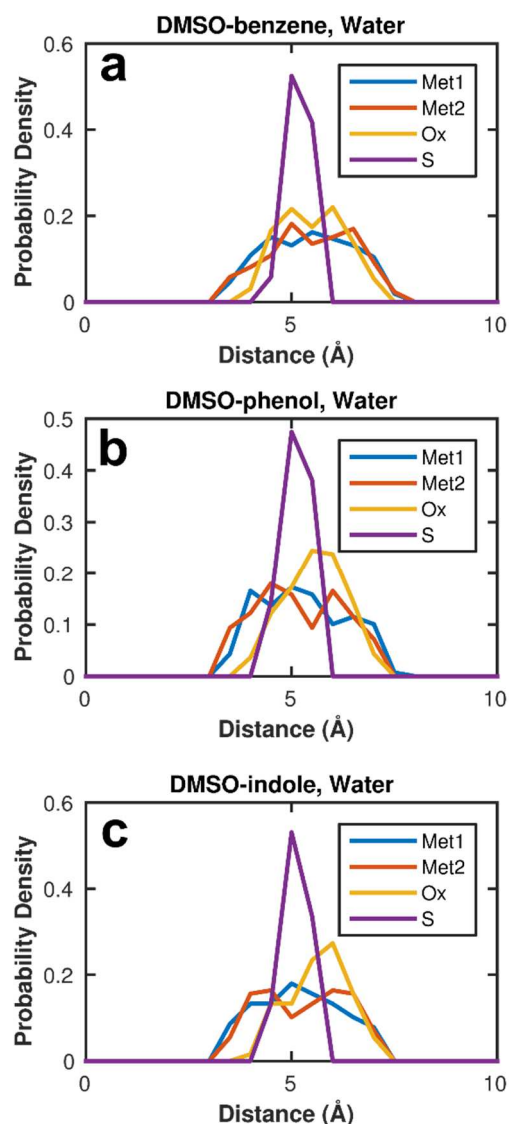 DMSO-benzene, Water
a
0.6
0.4
0.2
0
Probability Density
Met1
Met2
Ox
S
0 5 10
Distance (Å)
DMSO-phenol, Water
b
0.5
0.4
0.3
0.2
0.1
0
Probability Density
Met1
Met2
Ox
S
0 5 10
Distance (Å)
DMSO-indole, Water
c
0.6
0.4
0.2
0
Probability Density
Met1
Met2
Ox
S
0 5 10
Distance (Å)